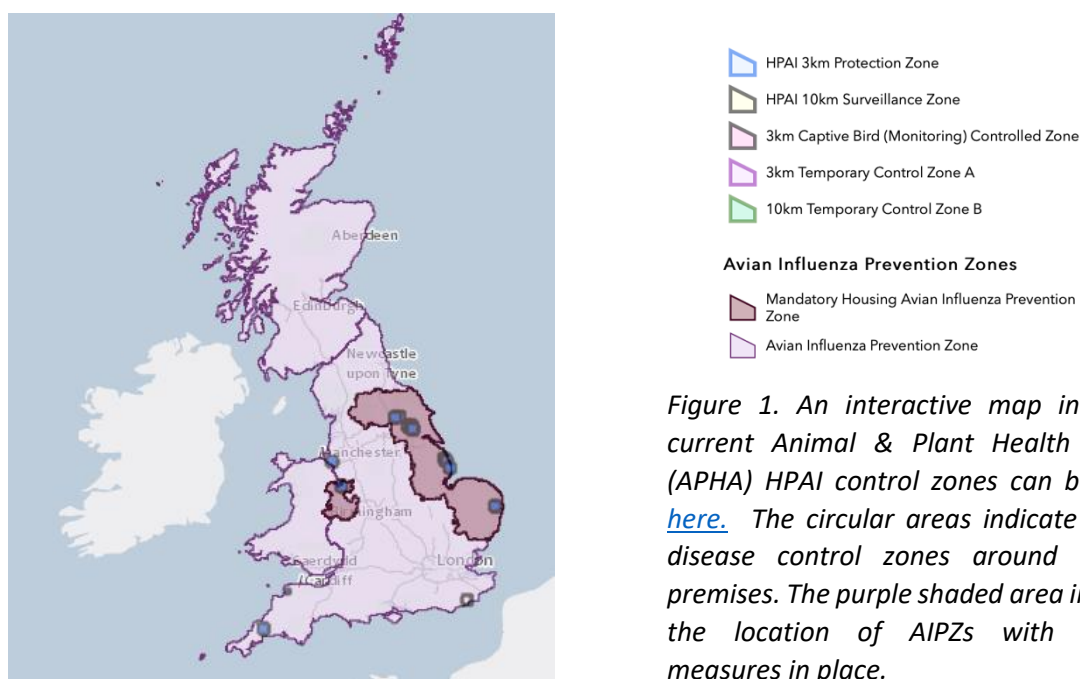 Aberdeen
Edinburgh
Newcastle
upon Tyne
Manchester
Birmingham
Caerdydd
/Cardiff
London
HPAI 3km Protection Zone
HPAI 10km Surveillance Zone
3km Captive Bird (Monitoring) Controlled Zone
3km Temporary Control Zone A
10km Temporary Control Zone B
Avian Influenza Prevention Zones
Mandatory Housing Avian Influenza Prevention
Zone
Avian Influenza Prevention Zone
Figure 1. An interactive map in
current Animal & Plant Health
(APHA) HPAI control zones can b
here. The circular areas indicate
disease control zones around
premises. The purple shaded area i
the location of AIPZs with
measures in place.